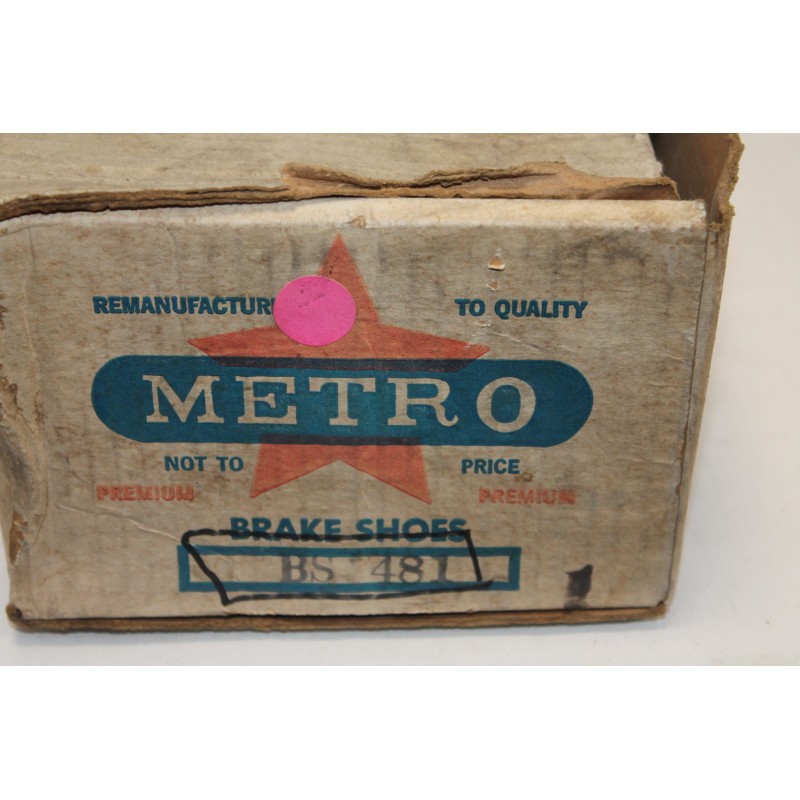 REMANUFACTUR TO QUALITY
METRO
NOT TO PRICE
PREMIUM PREMIUM
BRAKE SHOES
BS 481